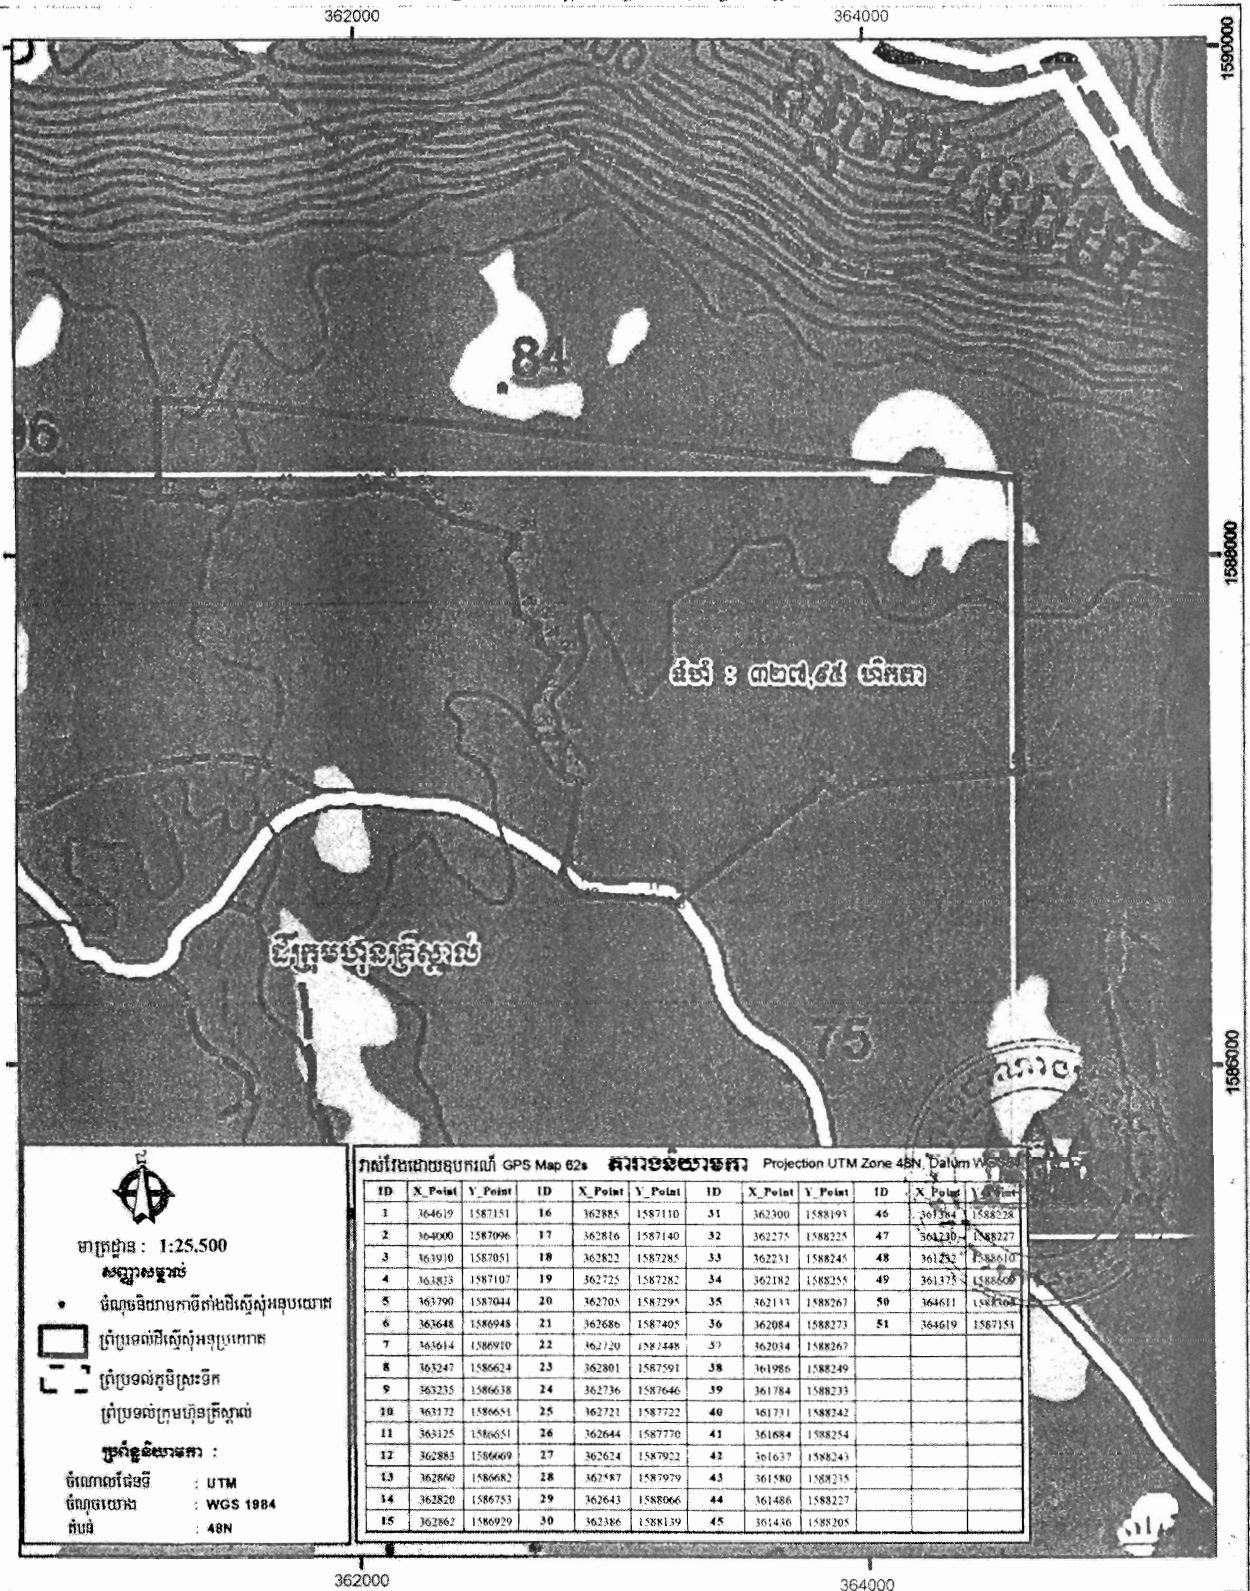 362000
364000
1590000
84
96
1588000
ទំហំ : ៣២៧,៩៥ ហិកតា
ដីក្រុមហ៊ុនគ្រីស្តាល់
75
1586000
មាត្រដ្ឋាន : 1:25,500
សញ្ញាសម្គាល់
ចំណុចនិយាមកាទីតាំងដីស្នើសុំអនុបយោគ
ព្រំប្រទល់ដីស្នើសុំអនុប្រយោគ
ព្រំប្រទល់ភូមិស្រះទឹក
ព្រំប្រទល់ក្រុមហ៊ុនគ្រីស្តាល់
ប្រព័ន្ធនិយាមកា :
ចំណោលផែនទី : UTM
ចំណុចយោង : WGS 1984
តំបន់ : 48N
វាស់វែងដោយឧបករណ៍ GPS Map 62s តារាងនិយាមកា Projection UTM Zone 48N, Datum
ID X_Point Y_Point ID X_Point Y_Point ID X_Point Y_Point ID X_Point Y_Point
1 364619 1587151 16 362885 1587110 31 362300 1588193 46 361384 1588228
2 364000 1587096 17 362816 1587140 32 362275 1588225 47 361230 1588227
3 363910 1587051 18 362822 1587285 33 362231 1588245 48 361232 1588610
4 363873 1587107 19 362725 1587282 34 362182 1588255 49 361375 1588609
5 363790 1587044 20 362705 1587295 35 362133 1588267 50 364611
6 363648 1586948 21 362686 1587405 36 362084 1588273 51 364619 1587151
7 363614 1586910 22 362720 1587448 37 362034 1588267
8 363247 1586624 23 362801 1587591 38 361986 1588249
9 363235 1586638 24 362736 1587646 39 361784 1588233
10 363172 1586651 25 362721 1587722 40 361731 1588242
11 363125 1586651 26 362644 1587770 41 361684 1588254
12 362883 1586669 27 362624 1587922 42 361637 1588243
13 362860 1586682 28 362587 1587979 43 361580 1588235
14 362820 1586753 29 362643 1588066 44 361486 1588227
15 362862 1586929 30 362386 1588139 45 361436 1588205
362000
364000